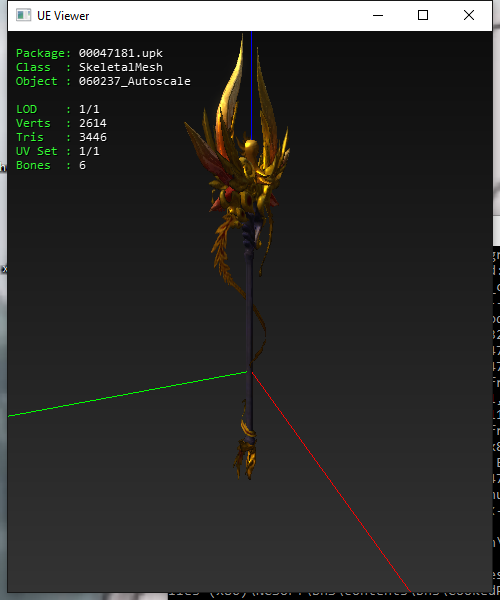 UE Viewer
Package: 00047181.upk
Class : SkeletalMesh
Object : 060237_Autoscale
LOD : 1/1
Verts : 2614
Tris : 3446
UV Set : 1/1
Bones : 6